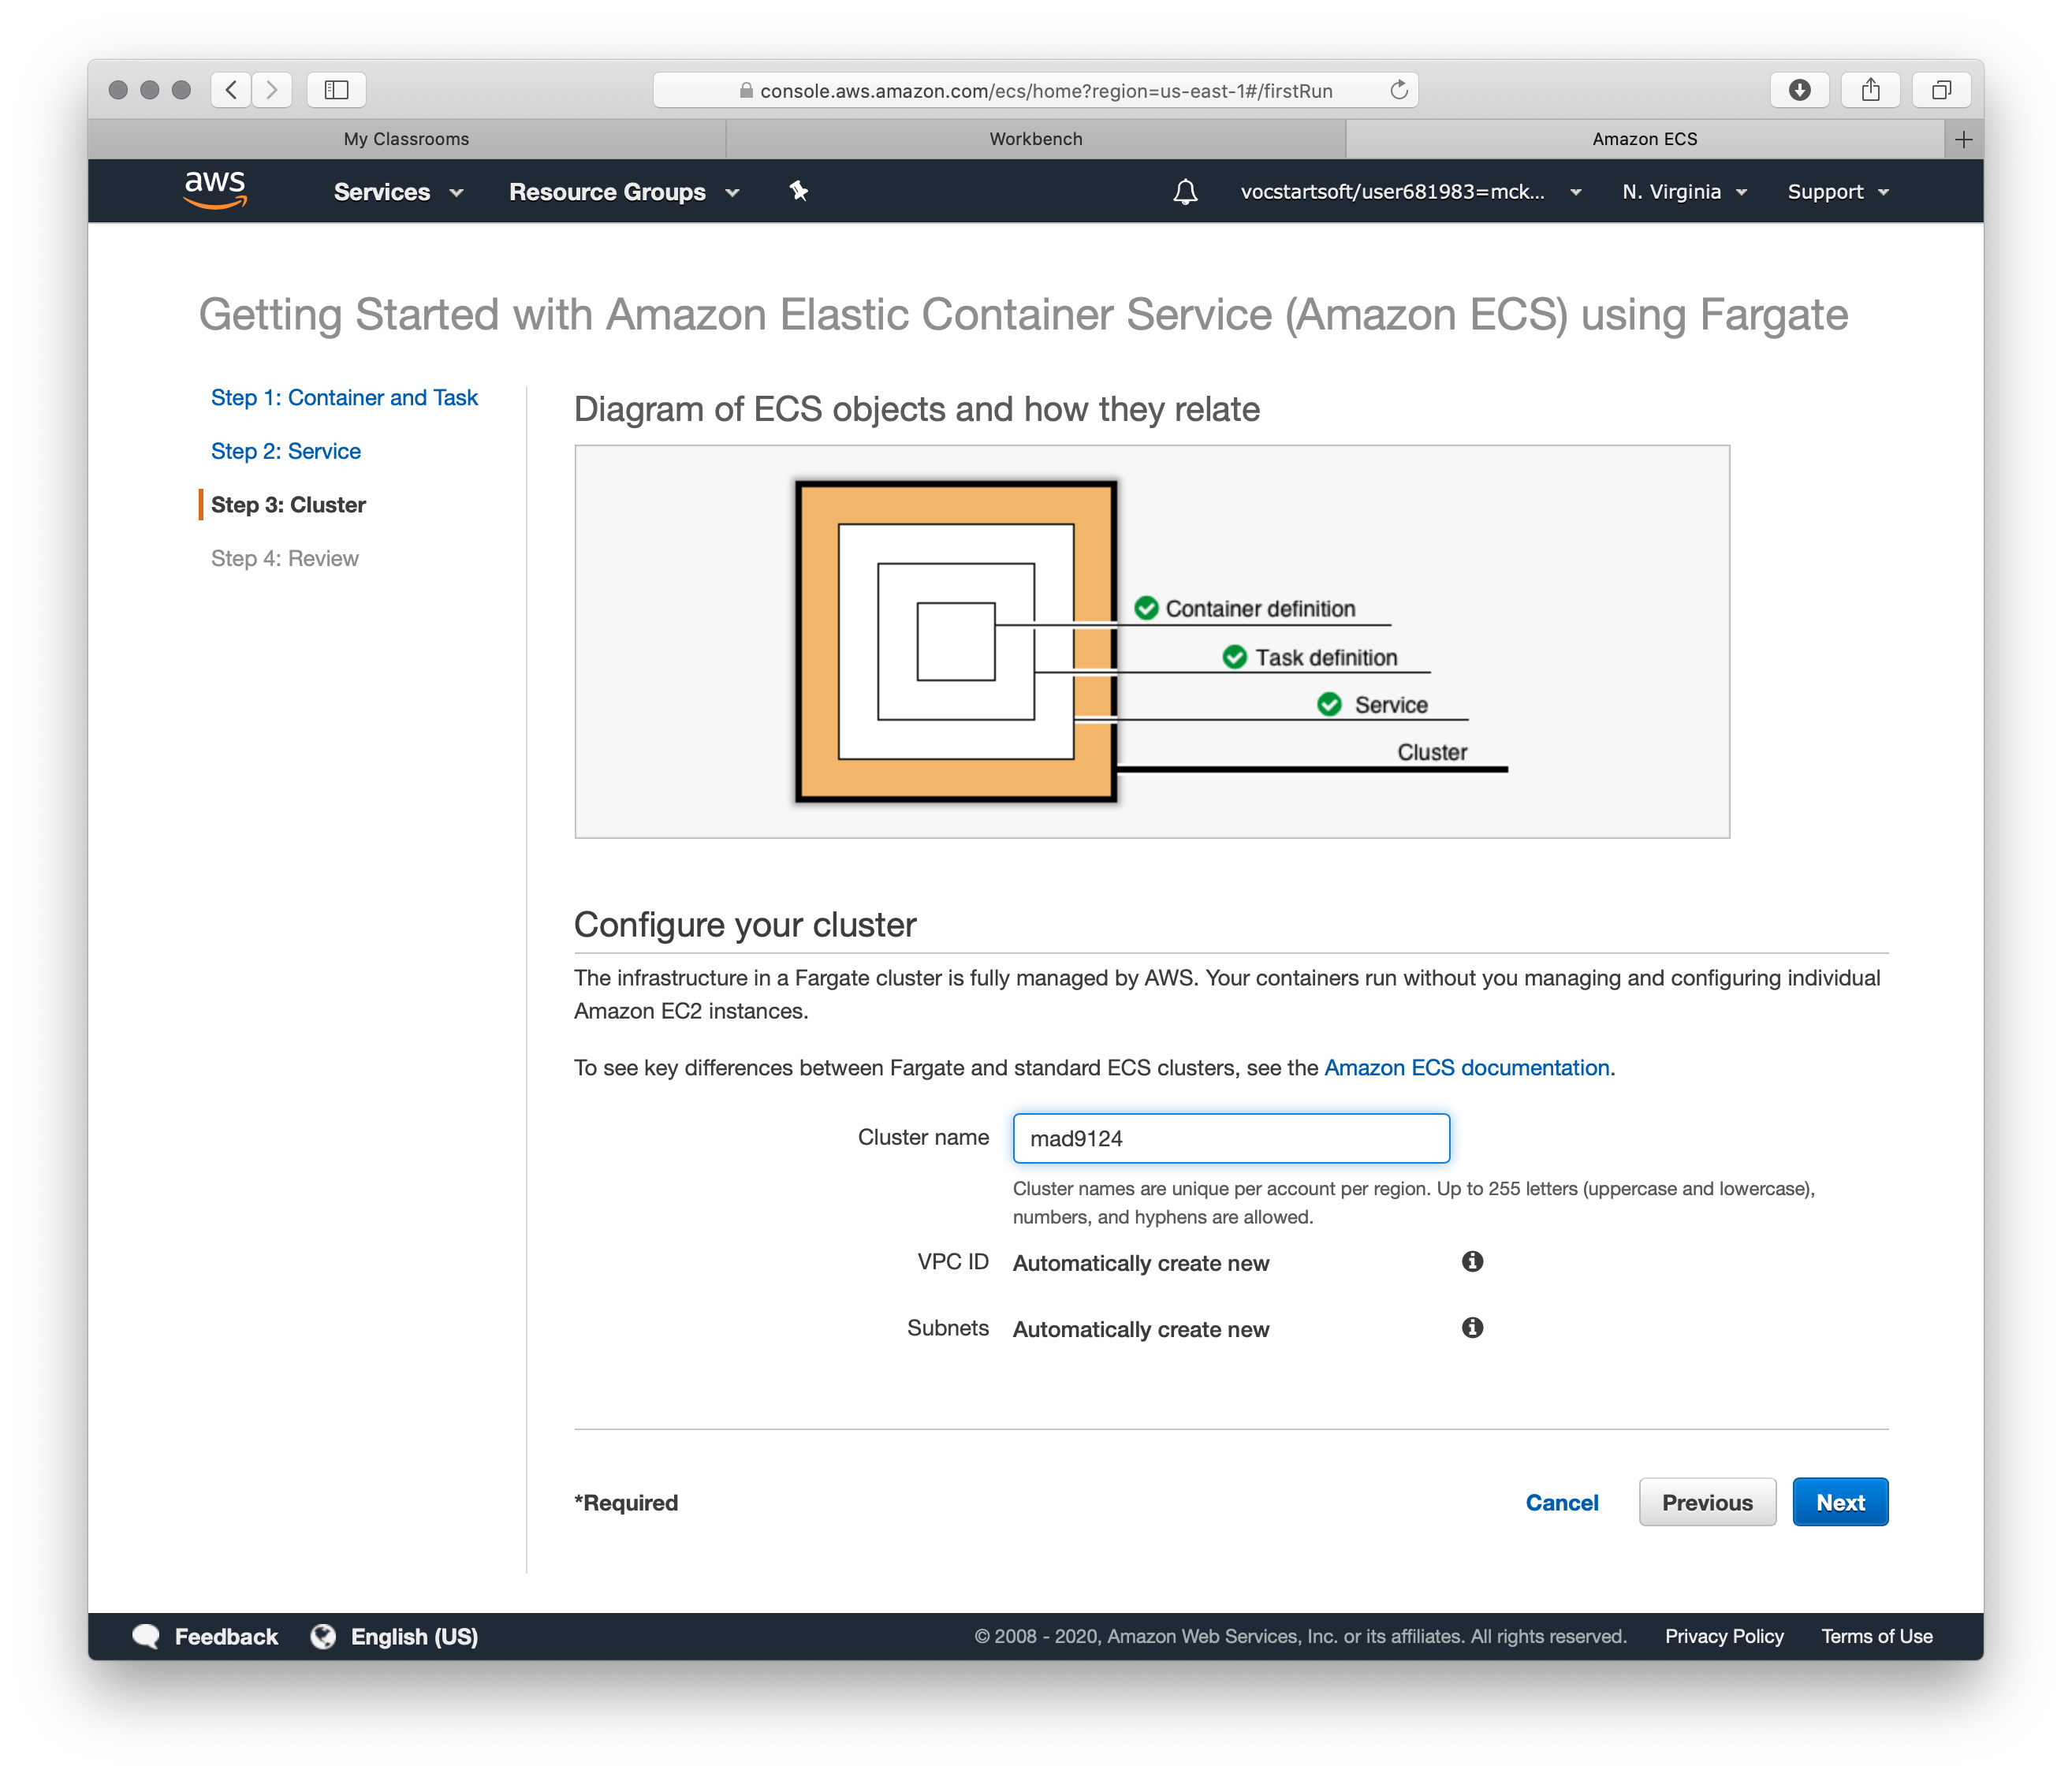 console.aws.amazon.com/ecs/home?region=us-east-1#/firstRun
My Classrooms
Workbench
Amazon ECS
aws
Services
Resource Groups
vocstartsoft/user681983=mck...
N. Virginia
Support
Getting Started with Amazon Elastic Container Service (Amazon ECS) using Fargate
Step 1: Container and Task
Step 2: Service
Step 3: Cluster
Step 4: Review
Diagram of ECS objects and how they relate
Container definition
Task definition
Service
Cluster
Configure your cluster
The infrastructure in a Fargate cluster is fully managed by AWS. Your containers run without you managing and configuring individual
Amazon EC2 instances.
To see key differences between Fargate and standard ECS clusters, see the Amazon ECS documentation.
Cluster name
mad9124
Cluster names are unique per account per region. Up to 255 letters (uppercase and lowercase),
numbers, and hyphens are allowed.
VPC ID
Automatically create new
Subnets
Automatically create new
*Required
Cancel
Previous
Next
Feedback
English (US)
© 2008 - 2020, Amazon Web Services, Inc. or its affiliates. All rights reserved.
Privacy Policy
Terms of Use